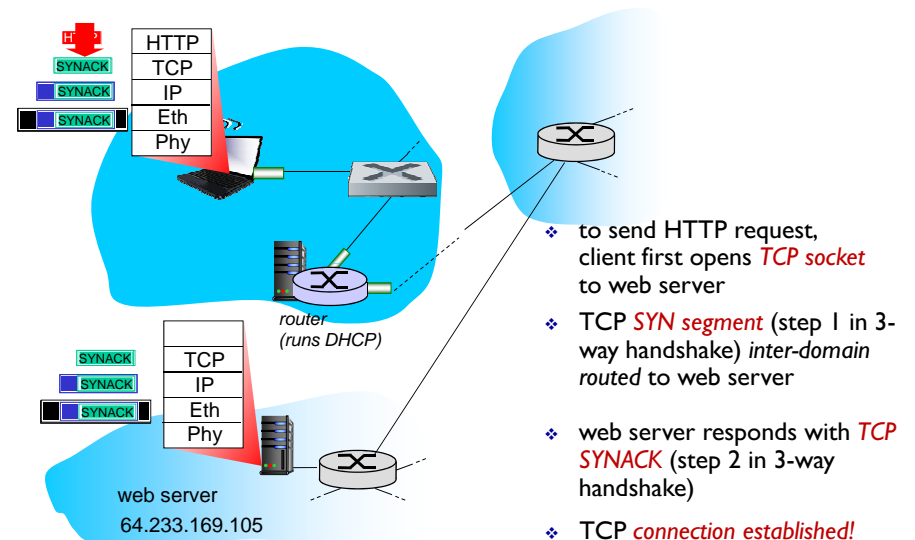 HTTP
SYNACK
SYNACK
SYNACK
HTTP
TCP
IP
Eth
Phy
router
(runs DHCP)
SYNACK
SYNACK
SYNACK
TCP
IP
Eth
Phy
web server
64.233.169.105
to send HTTP request,
client first opens TCP socket
to web server
TCP SYN segment (step 1 in 3-
way handshake) inter-domain
routed to web server
web server responds with TCP
SYNACK (step 2 in 3-way
handshake)
TCP connection established!